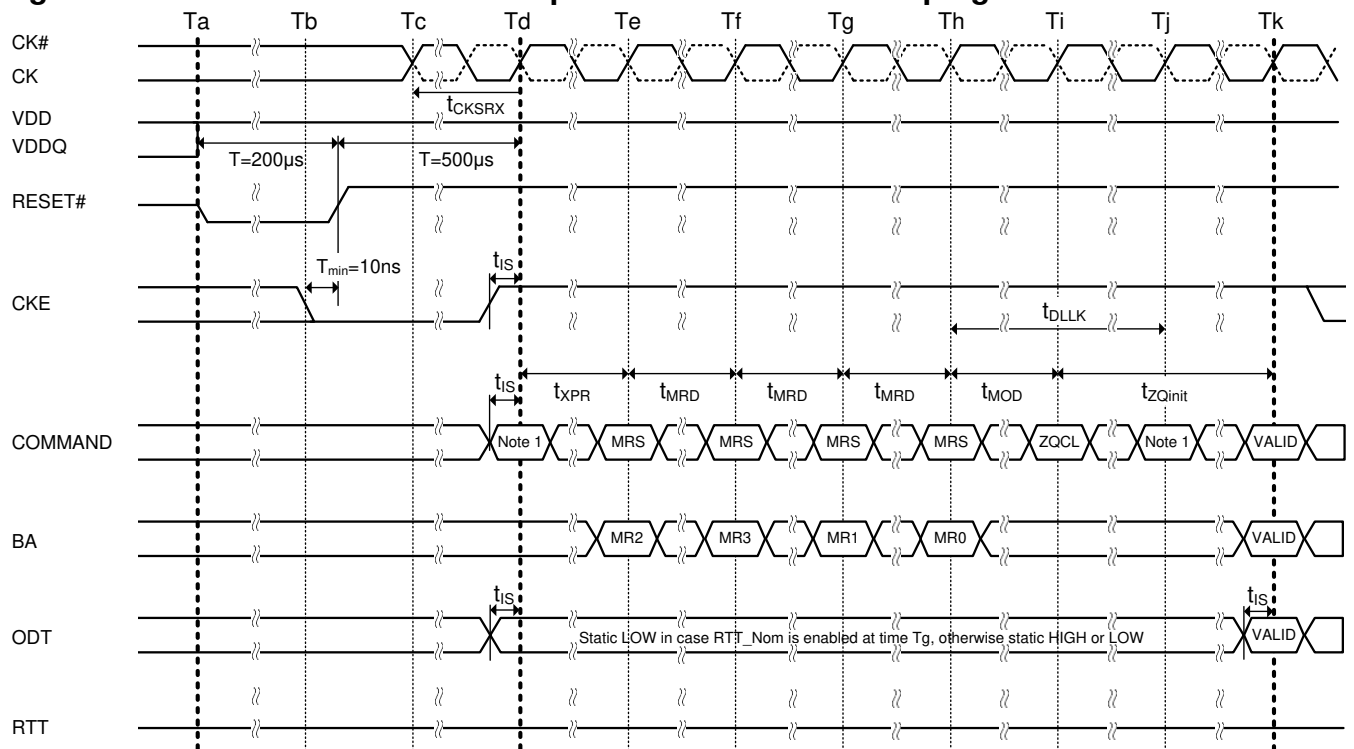 Ta Tb Tc Td Te Tf Tg Th Ti Tj Tk
CK#
CK
tCKSRX
VDD
VDDQ
T=200µs T=500µs
RESET#
Tmin=10ns tIS
CKE
tDLLK
tIS tXPR tMRD tMRD tMRD tMOD tZQinit
COMMAND Note 1 MRS MRS MRS MRS ZQCL Note 1 VALID
BA MR2 MR3 MR1 MR0 VALID
tIS tIS
ODT Static LOW in case RTT_Nom is enabled at time Tg, otherwise static HIGH or LOW VALID
RTT